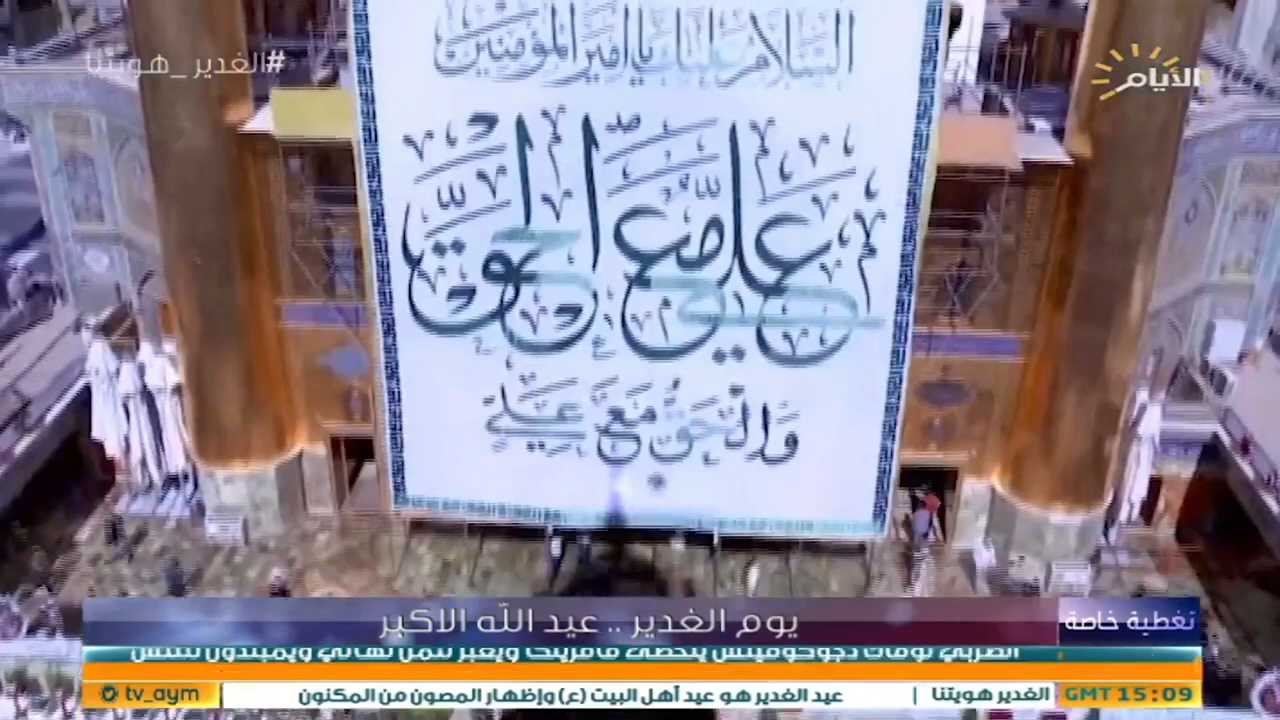 #الغدير_هويتنا
الأيام
السلام عليك يا أمير المؤمنين
علي مع الحق
والحق مع علي
تغطية خاصة
يوم الغدير .. عيد الله الاكبر
GMT 15:09
الغدير هويتنا | عيد الغدير هو عيد أهل البيت (ع) وإظهار المصون من المكنون
tv_aym